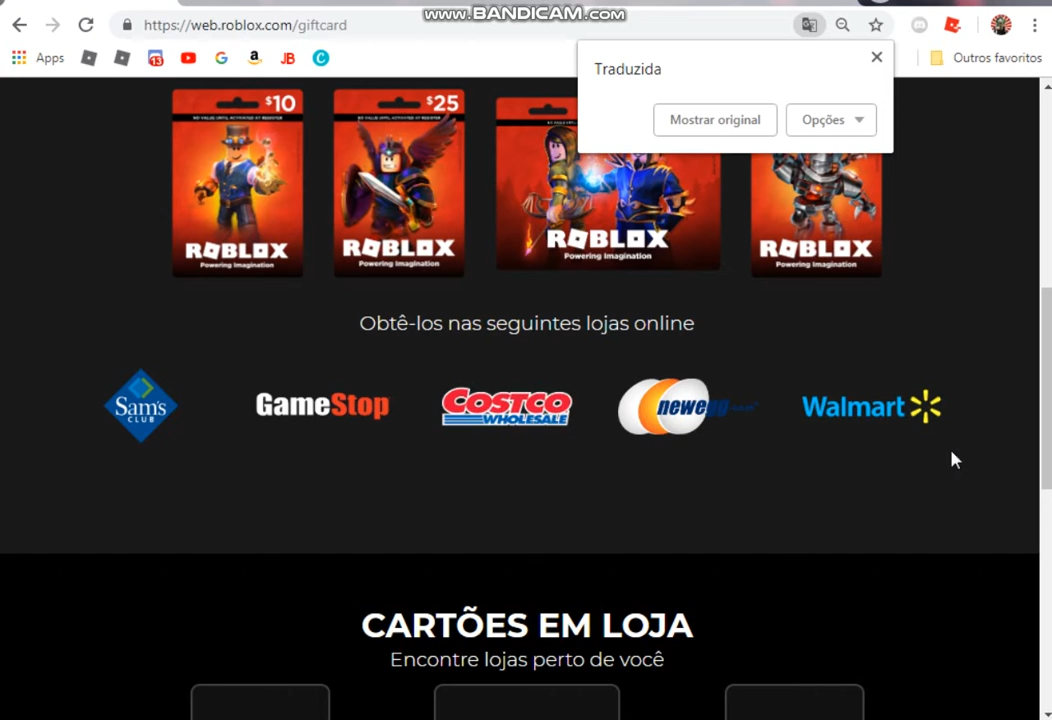 www.BANDICAM.com
https://web.roblox.com/giftcard
Apps
13
JB
Outros favoritos
Traduzida
Mostrar original
Opções
$10
$25
ROBLOX
Powering Imagination
ROBLOX
Powering Imagination
ROBLOX
Powering Imagination
ROBLOX
Powering Imagination
Obtê-los nas seguintes lojas online
Sam's
CLUB
GameStop
COSTCO
WHOLESALE
newegg
Walmart
CARTÕES EM LOJA
Encontre lojas perto de você